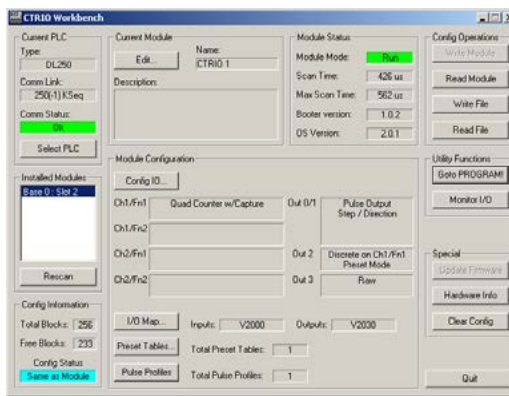 CTRIO Workbench
Current PLC
Type:
DL250
Comm Link:
250(-1) KSeq
Comm Status:
Ok
Select PLC
Installed Modules
Base 0 : Slot 2
Rescan
Config Information
Total Blocks: 256
Free Blocks: 233
Config Status
Same as Module
Current Module
Edit...
Name:
CTRIO 1
Description:
Module Status
Module Mode: Run
Scan Time: 426 us
Max Scan Time: 562 us
Booter version: 1.0.2
OS Version: 2.0.1
Module Configuration
Config IO...
Ch1/Fn1 Quad Counter w/Capture
Ch1/Fn2
Ch2/Fn1
Ch2/Fn2
Out 0/1 Pulse Output
Step / Direction
Out 2 Discrete on Ch1/Fn1
Preset Mode
Out 3 Raw
I/O Map... Inputs: V2000 Outputs: V2030
Preset Tables... Total Preset Tables: 1
Pulse Profiles Total Pulse Profiles: 1
Config Operations
Write Module
Read Module
Write File
Read File
Utility Functions
Goto PROGRAM!
Monitor I/O
Special
Update Firmware
Hardware Info
Clear Config
Quit